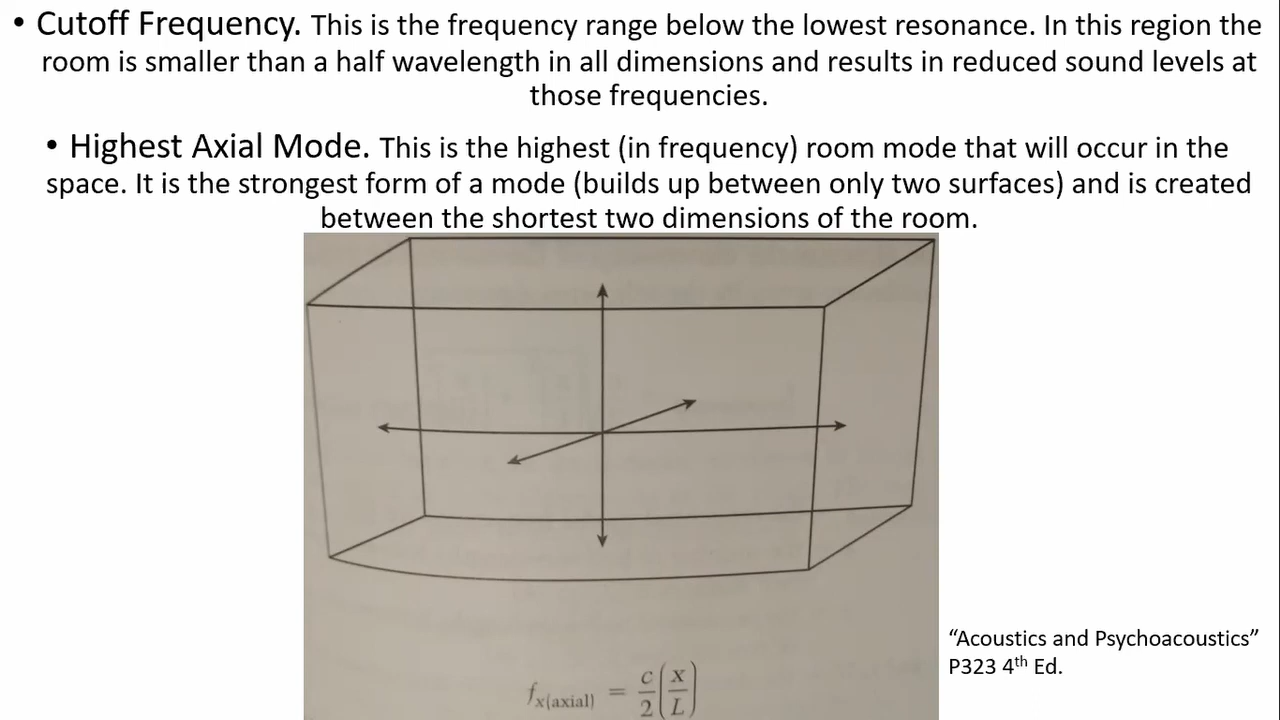 • Cutoff Frequency. This is the frequency range below the lowest resonance. In this region the
room is smaller than a half wavelength in all dimensions and results in reduced sound levels at
those frequencies.
• Highest Axial Mode. This is the highest (in frequency) room mode that will occur in the
space. It is the strongest form of a mode (builds up between only two surfaces) and is created
between the shortest two dimensions of the room.
“Acoustics and Psychoacoustics”
P323 4th Ed.
fx(axial) = c/2 (x/L)